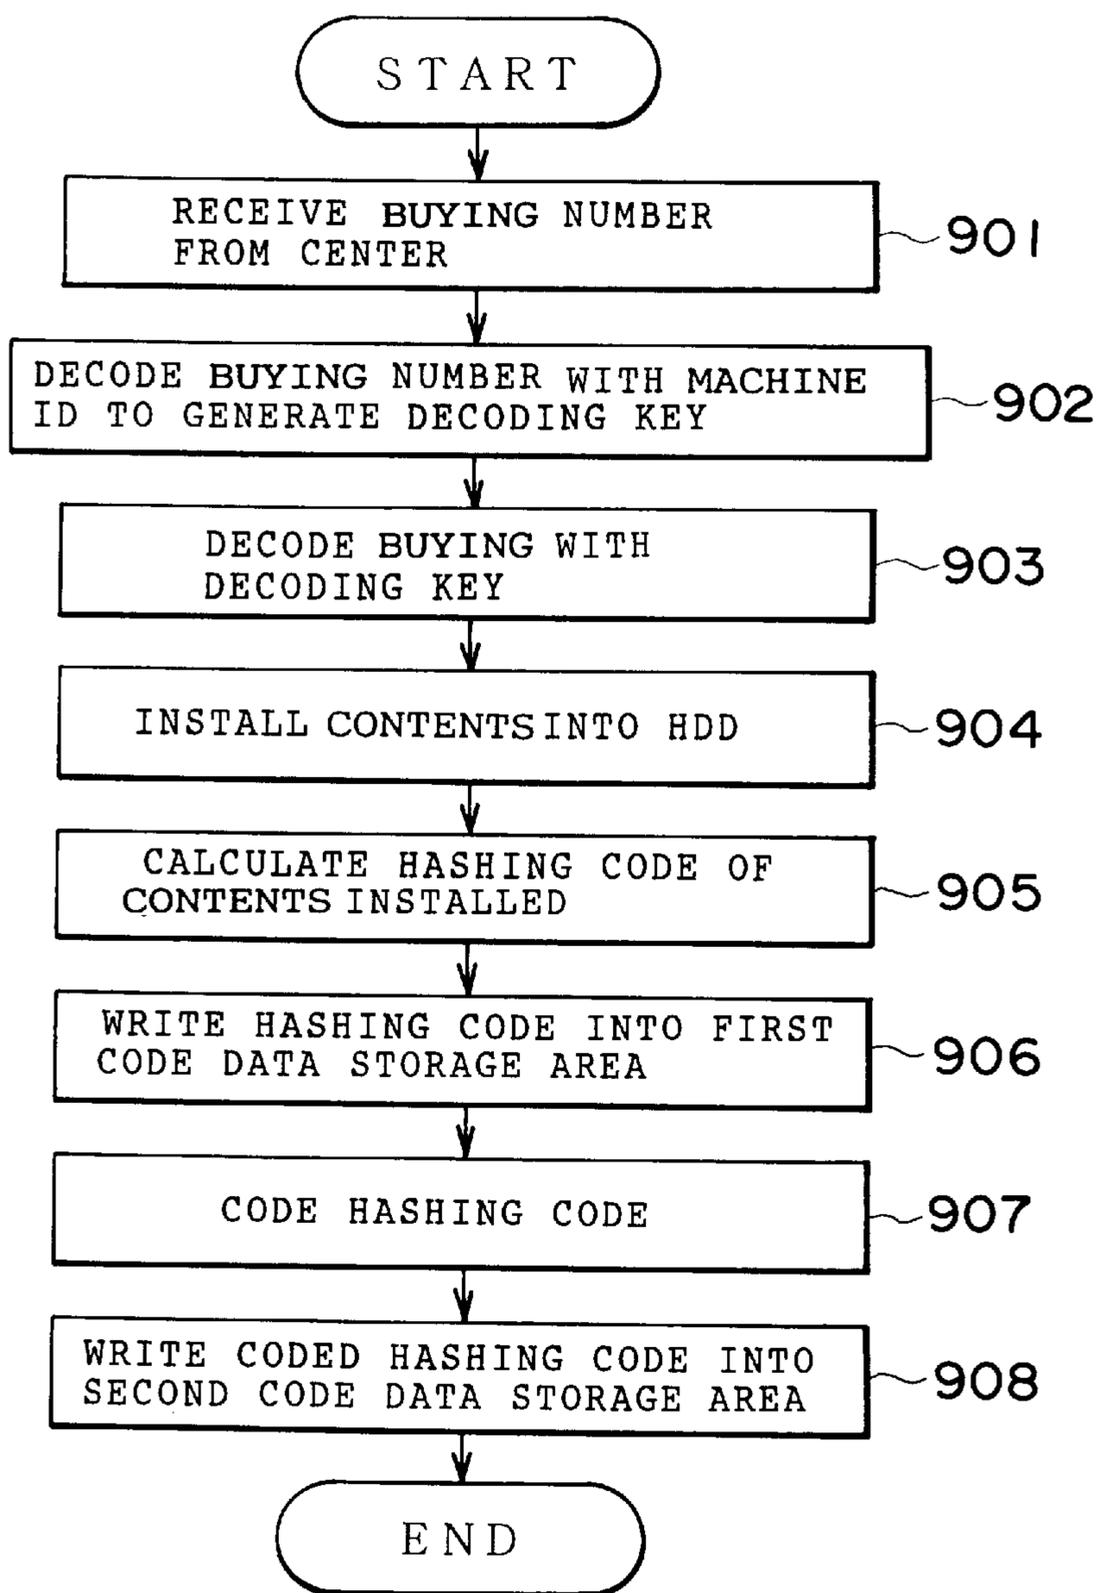 START
RECEIVE BUYING NUMBER
FROM CENTER
901
DECODE BUYING NUMBER WITH MACHINE
ID TO GENERATE DECODING KEY
902
DECODE BUYING WITH
DECODING KEY
903
INSTALL CONTENTS INTO HDD
904
CALCULATE HASHING CODE OF
CONTENTS INSTALLED
905
WRITE HASHING CODE INTO FIRST
CODE DATA STORAGE AREA
906
CODE HASHING CODE
907
WRITE CODED HASHING CODE INTO
SECOND CODE DATA STORAGE AREA
908
END